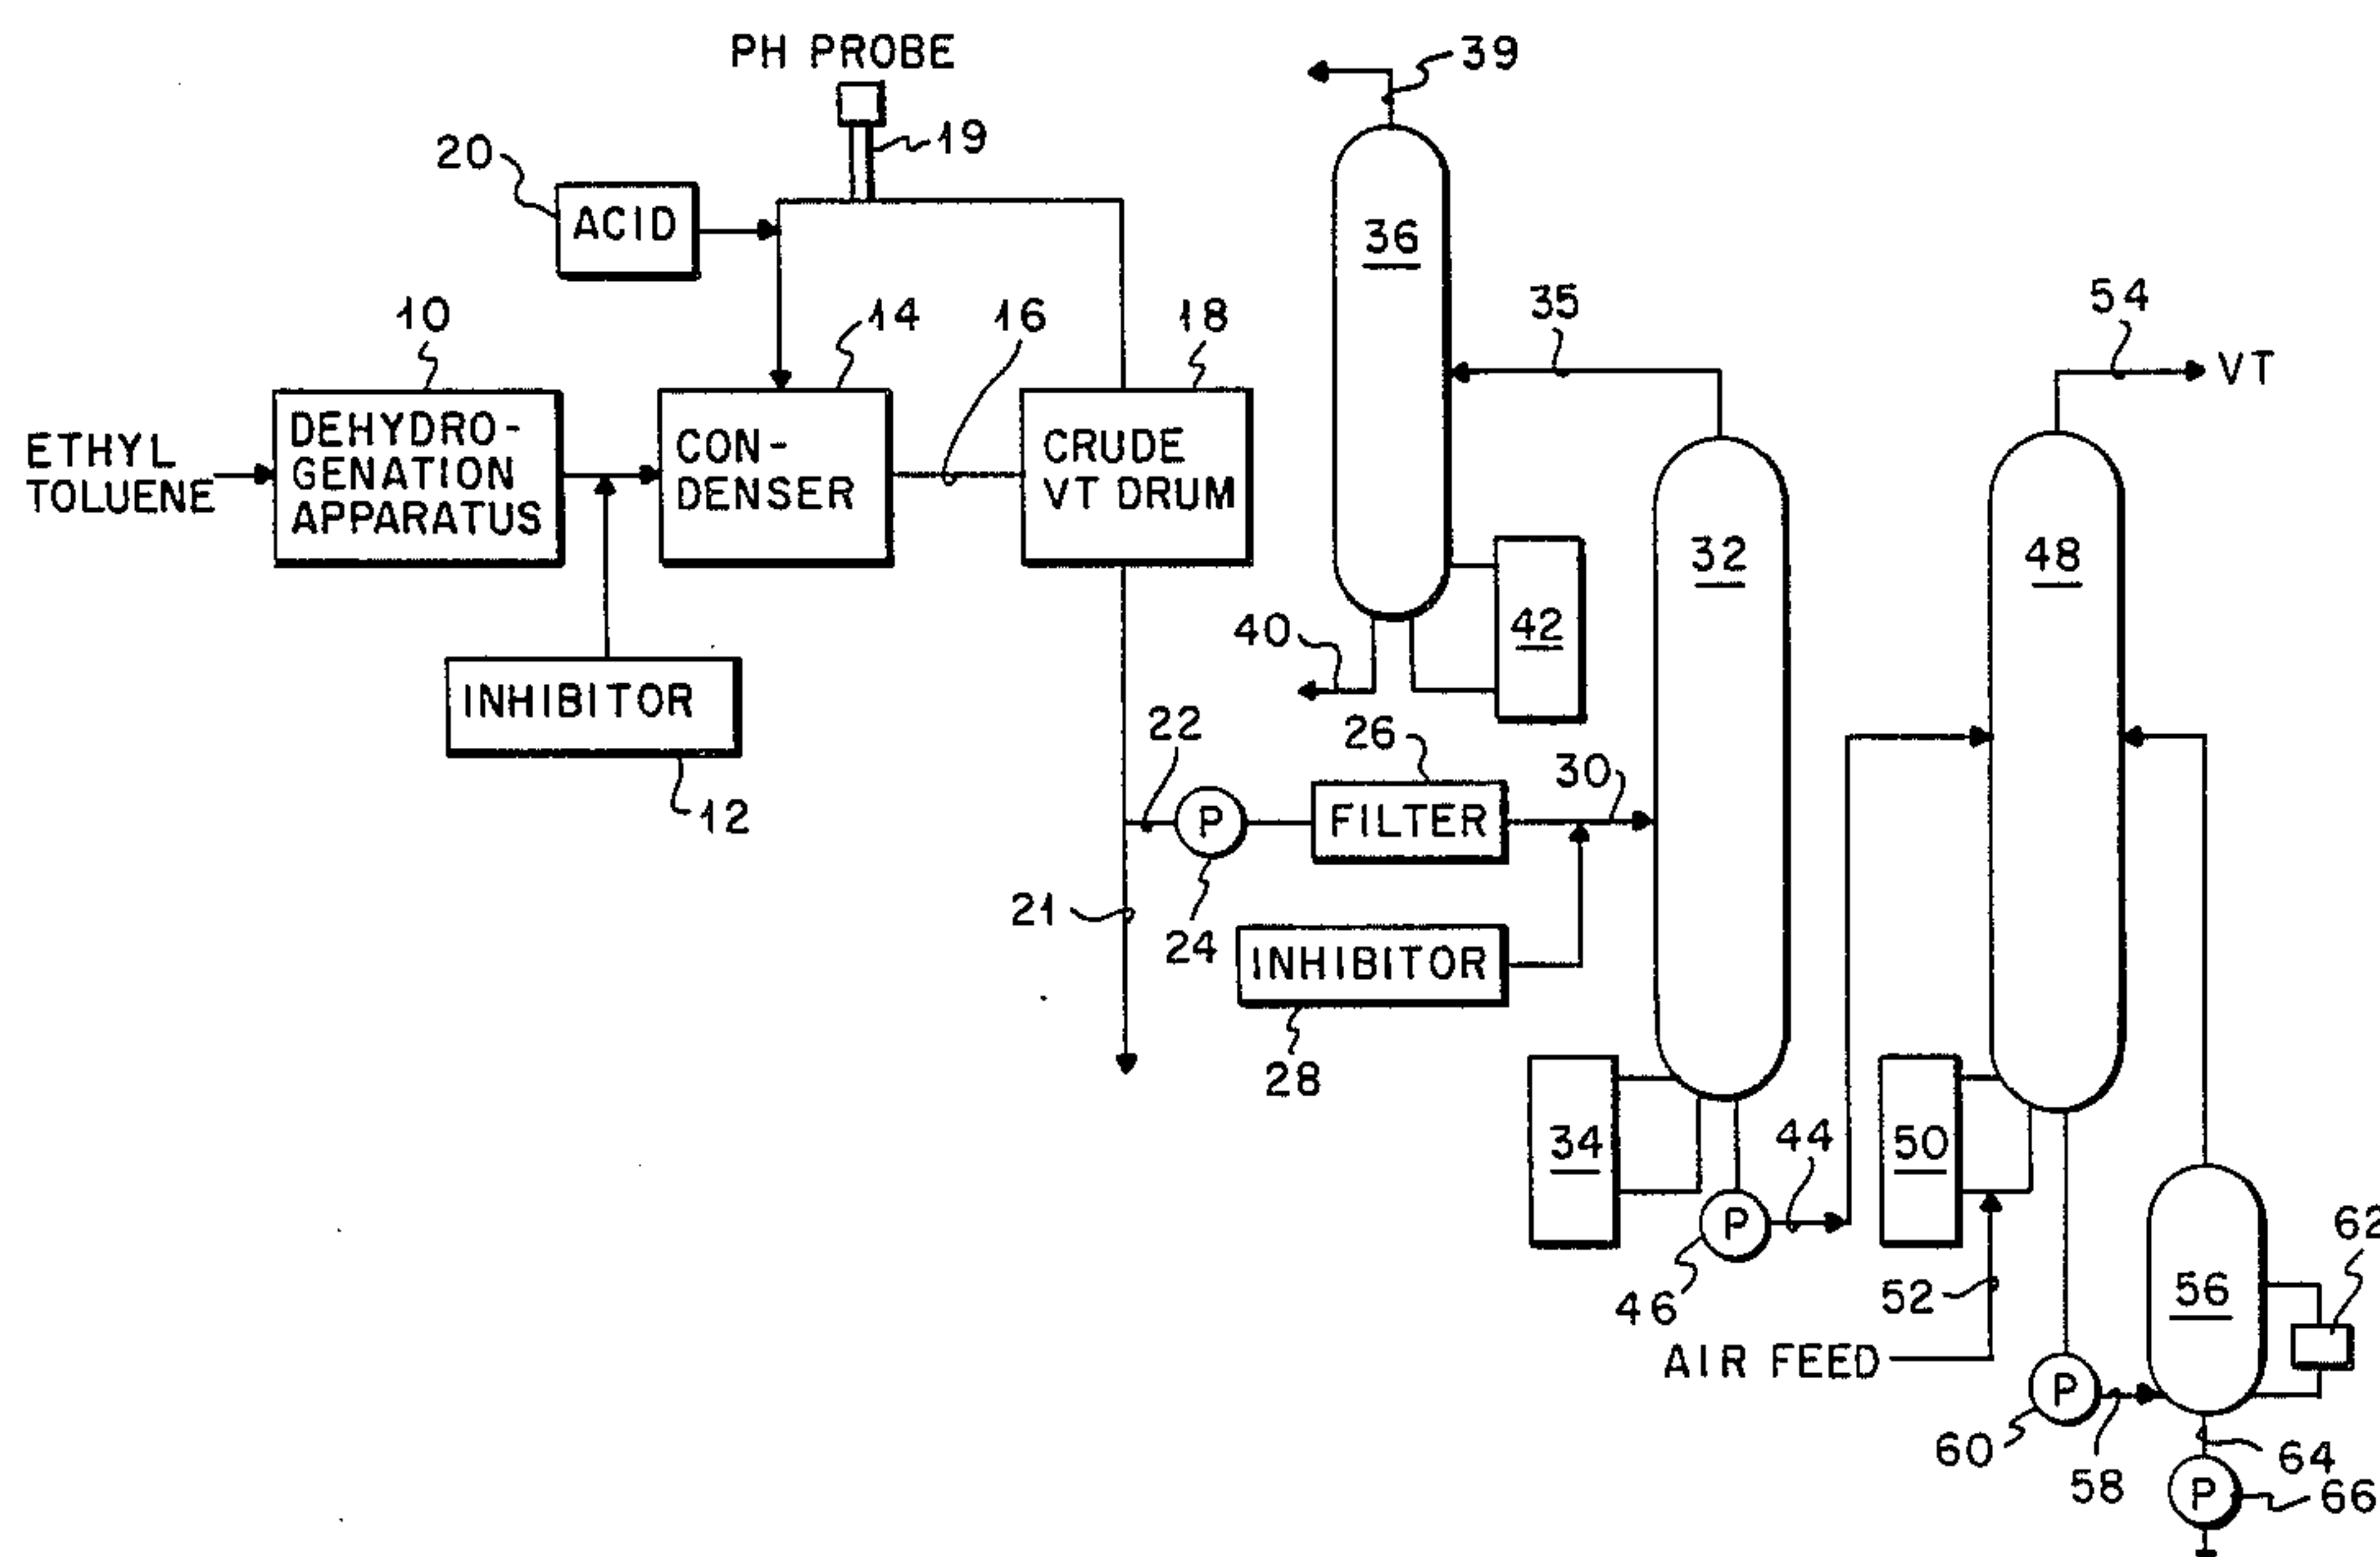 PH PROBE
39
20
19
ACID
36
10
14
16
18
35
54
VT
ETHYL
TOLUENE
DEHYDRO-
GENATION
APPARATUS
CON-
DENSER
CRUDE
VT DRUM
32
48
42
40
INHIBITOR
12
22
26
30
P
FILTER
21
24
INHIBITOR
28
34
44
50
P
46
52
62
56
AIR FEED
P
60
58
64
P
66